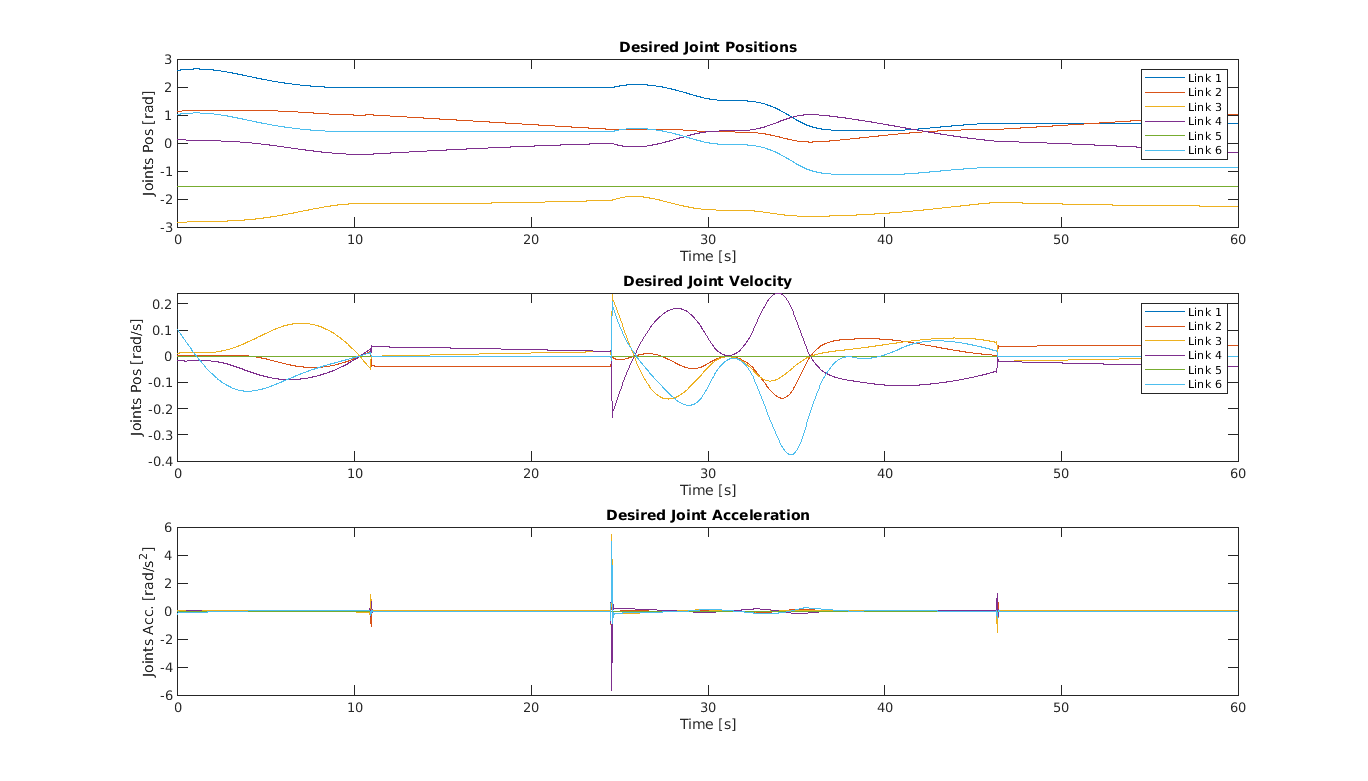 Desired Joint Positions
Joints Pos [rad]
3
2
1
0
-1
-2
-3
0 10 20 30 40 50 60
Time [s]
Link 1
Link 2
Link 3
Link 4
Link 5
Link 6
Desired Joint Velocity
Joints Pos [rad/s]
0.2
0.1
0
-0.1
-0.2
-0.3
-0.4
0 10 20 30 40 50 60
Time [s]
Link 1
Link 2
Link 3
Link 4
Link 5
Link 6
Desired Joint Acceleration
Joints Acc. [rad/s²]
6
4
2
0
-2
-4
-6
0 10 20 30 40 50 60
Time [s]